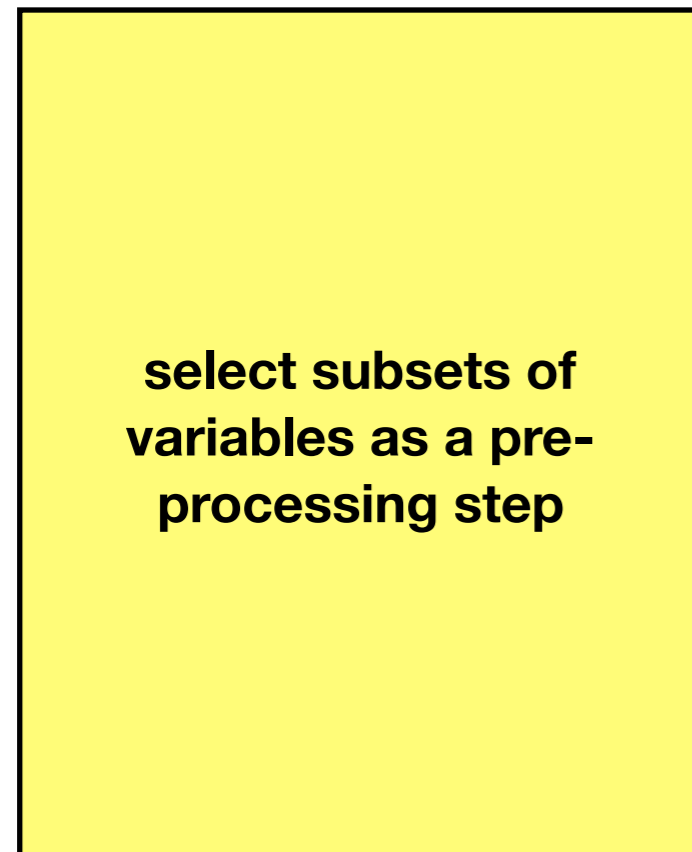 select subsets of
variables as a pre-
processing step